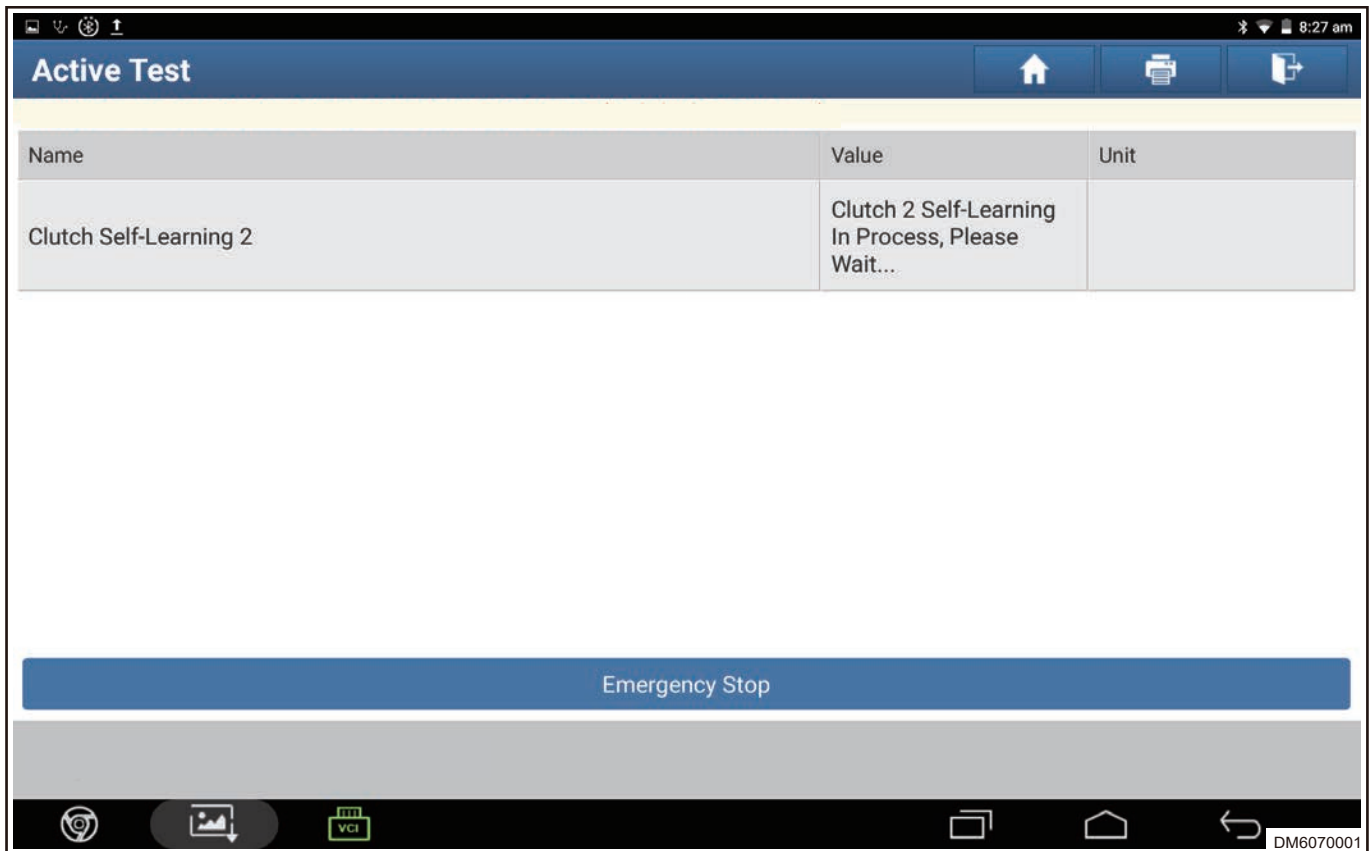 8:27 am
Active Test
Name Value Unit
Clutch Self-Learning 2
Clutch 2 Self-Learning
In Process, Please
Wait...
Emergency Stop
VCI
DM6070001